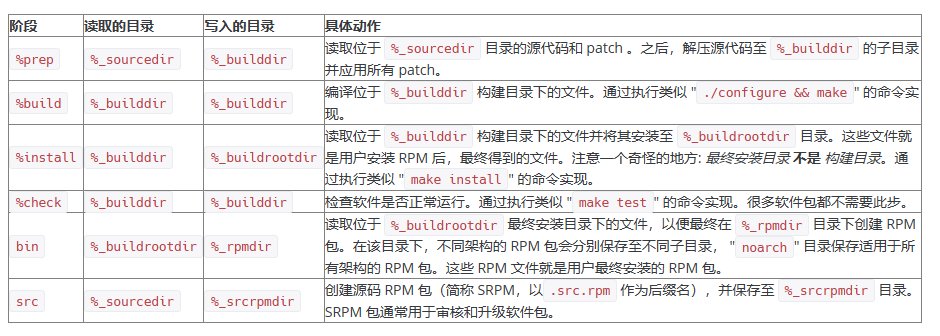 阶段 读取的目录 写入的目录 具体动作
%prep %_sourcedir %_builddir 读取位于 %_sourcedir 目录的源代码和 patch 。之后，解压源代码至 %_builddir 的子目录
并应用所有 patch。
%build %_builddir %_builddir 编译位于 %_builddir 构建目录下的文件。通过执行类似 " ./configure && make " 的命令实
现。
读取位于 %_builddir 构建目录下的文件并将其安装至 %_buildrootdir 目录。这些文件就
%install %_builddir %_buildrootdir 是用户安装 RPM 后，最终得到的文件。注意一个奇怪的地方: 最终安装目录 不是 构建目录。通
过执行类似 " make install " 的命令实现。
%check %_builddir %_builddir 检查软件是否正常运行。通过执行类似 " make test " 的命令实现。很多软件包都不需要此步。
读取位于 %_buildrootdir 最终安装目录下的文件，以便最终在 %_rpmdir 目录下创建 RPM
bin %_buildrootdir %_rpmdir 包。在该目录下，不同架构的 RPM 包会分别保存至不同子目录， " noarch " 目录保存适用于所
有架构的 RPM 包。这些 RPM 文件就是用户最终安装的 RPM 包。
src %_sourcedir %_srcrpmdir 创建源码 RPM 包（简称 SRPM，以 .src.rpm 作为后缀名），并保存至 %_srcrpmdir 目录。
SRPM 包通常用于审核和升级软件包。